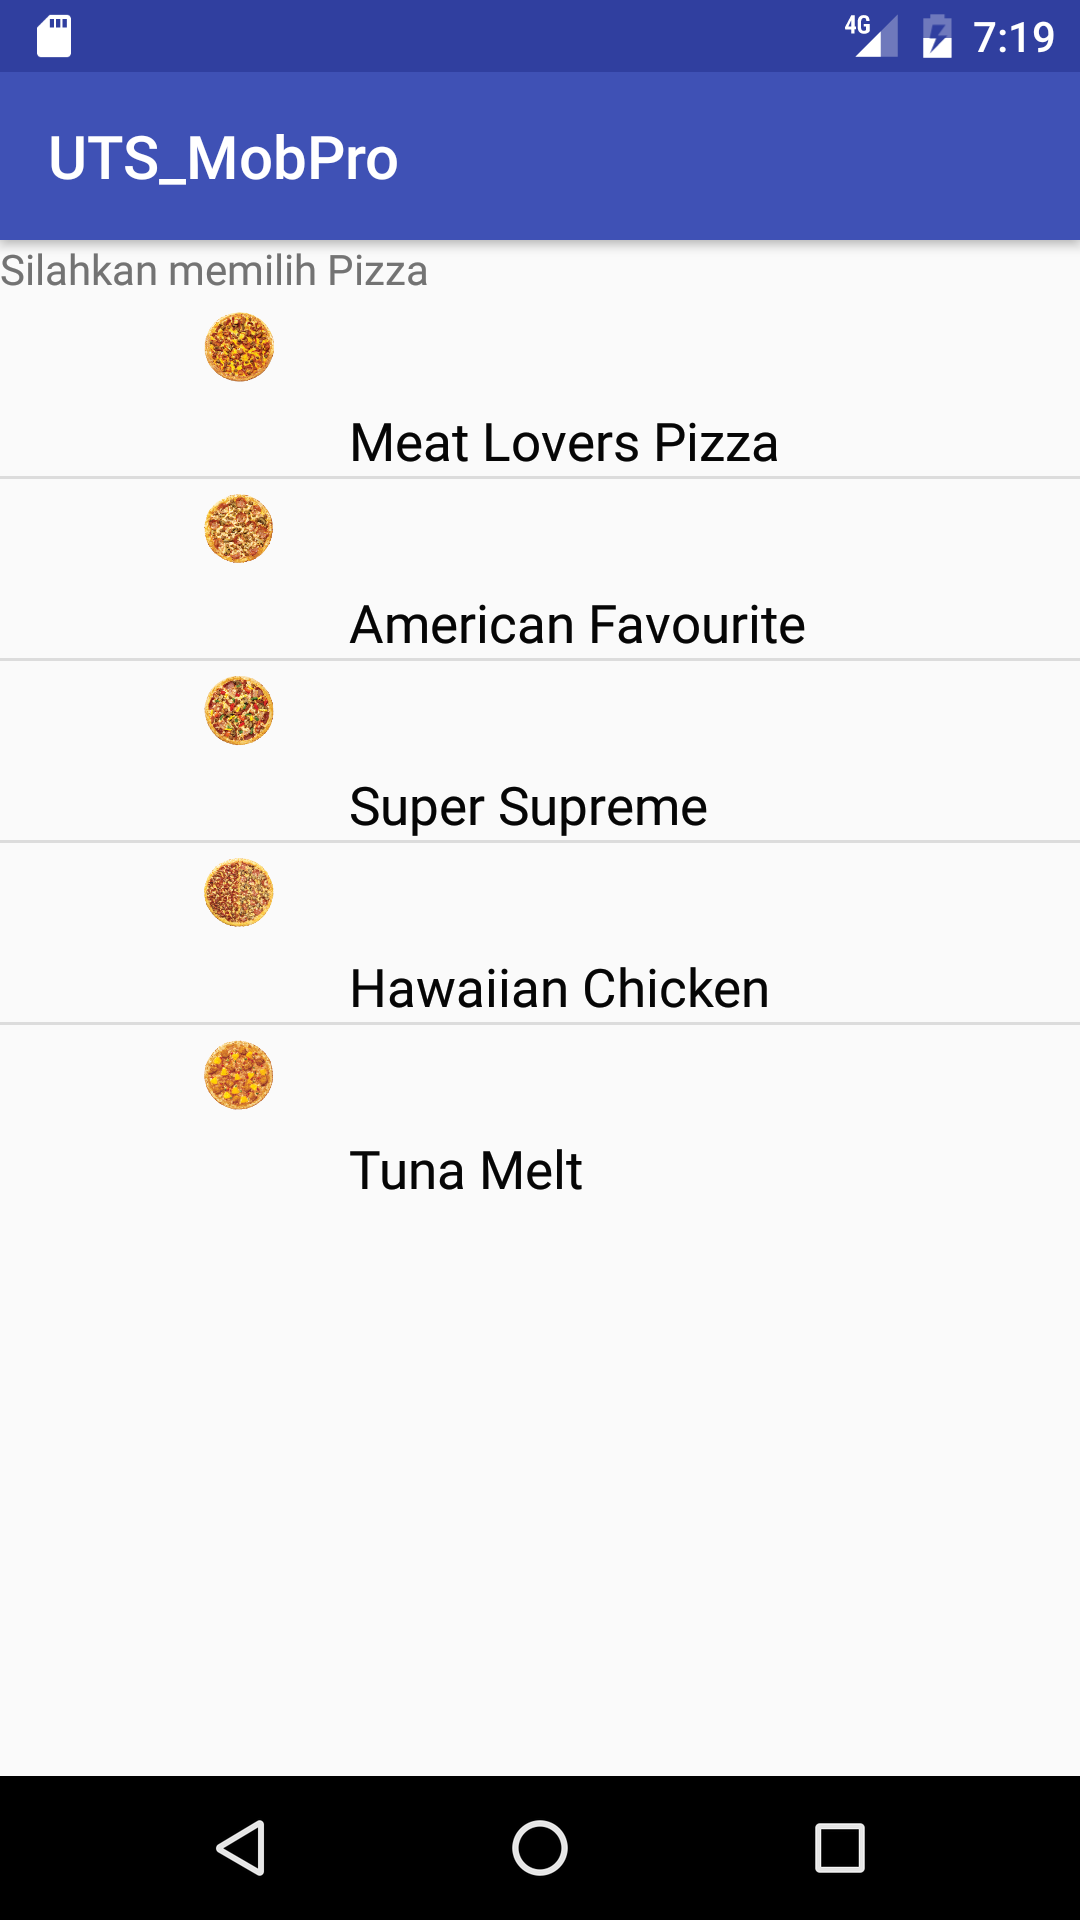 4G 7:19
UTS_MobPro
Silahkan memilih Pizza
Meat Lovers Pizza
American Favourite
Super Supreme
Hawaiian Chicken
Tuna Melt